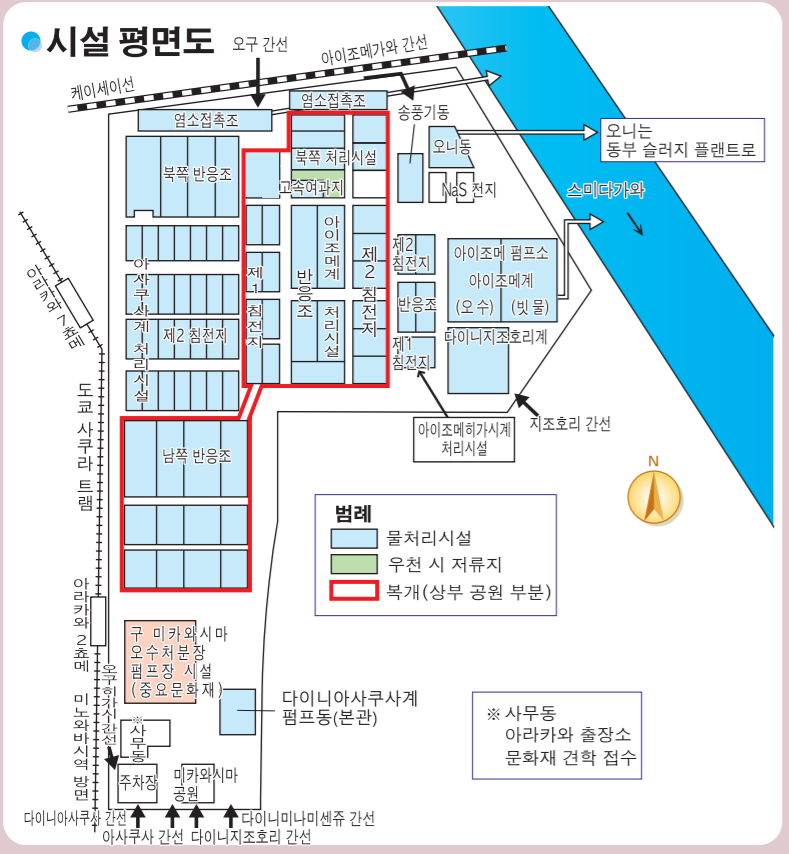 시설 평면도
오구 간선
아이조메가와 간선
케이세이선
염소접촉조
염소접촉조
송풍기동
오니동
오니는
동부 슬러지 플랜트로
북쪽 반응조
북쪽 처리시설
고속여과지
NaS 전지
스미다가와
아라카와 7쵸메
아사쿠사계 처리시설
제2 침전지
제1 침전지
반응조
아이조메계
처리시설
제2 침전지
제2
침전지
반응조
제1
침전지
아이조메 펌프소
아이조메계
(오수)
(빗물)
다이니지조호리계
아이조메히가시계
처리시설
지조호리 간선
도쿄 사쿠라 트램
남쪽 반응조
N
범례
물처리시설
우천 시 저류지
복개(상부 공원 부분)
아라카와 2쵸메
구 미카와시마
오수처분장
펌프장 시설
(중요문화재)
다이니아사쿠사계
펌프동(본관)
오구히가시간선
미노와바시역 방면
※
사무동
주차장
미카와시마
공원
※ 사무동
아라카와 출장소
문화재 견학 접수
다이니아사쿠사 간선
아사쿠사 간선
다이니지조호리 간선
다이니미나미센쥬 간선